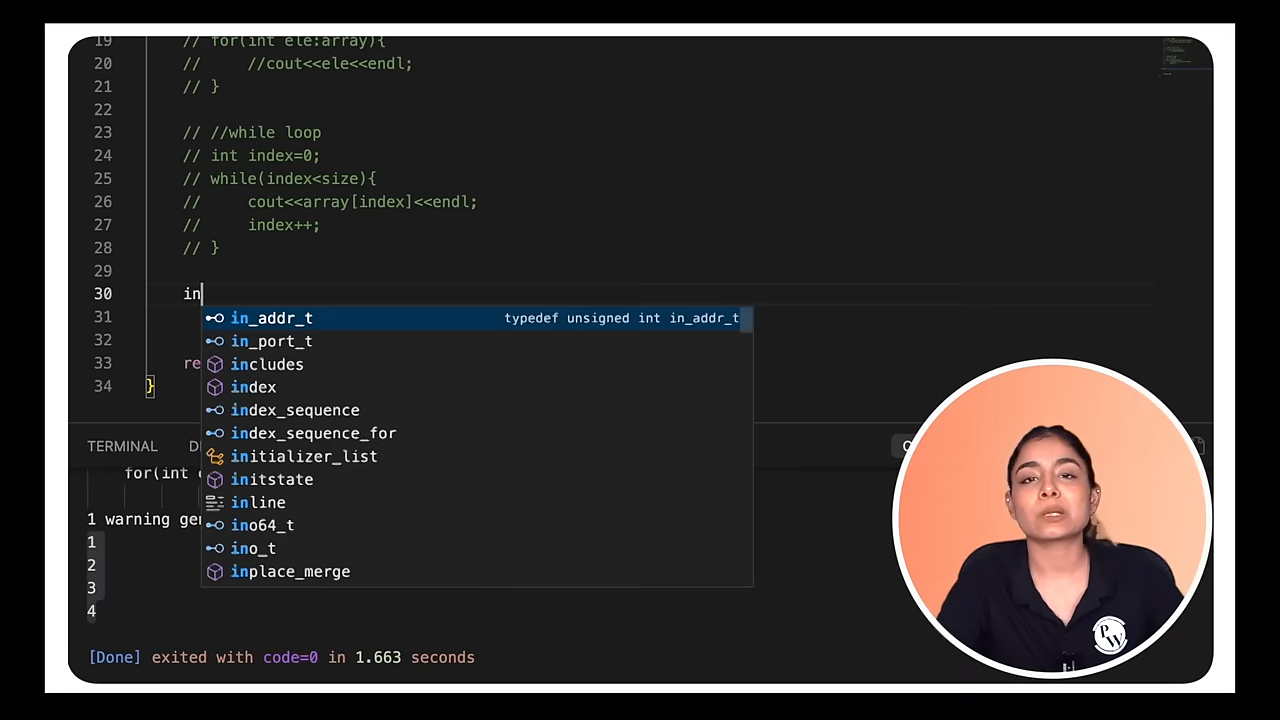 19 // for(int ele:array){
20 //     //cout<<ele<<endl;
21 // }
22
23 // //while loop
24 // int index=0;
25 // while(index<size){
26 //     cout<<array[index]<<endl;
27 //     index++;
28 // }
29
30 in
in_addr_t typedef unsigned int in_addr_t
31
in_port_t
32
includes
33 re
index
34 }
index_sequence
index_sequence_for
TERMINAL
initializer_list
for(int
initstate
inline
1 warning
ino64_t
1
ino_t
2
inplace_merge
3
4
[Done] exited with code=0 in 1.663 seconds
PW